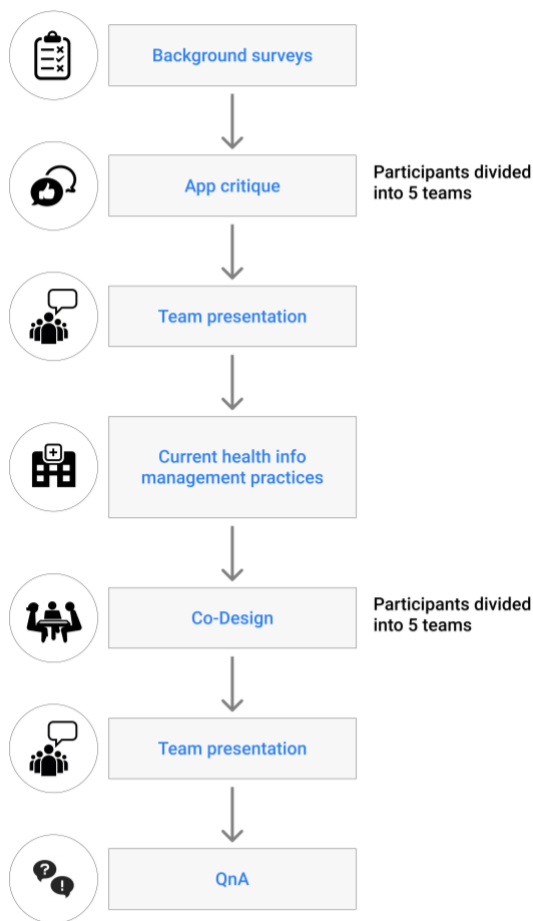 Background surveys
App critique
Participants divided
into 5 teams
Team presentation
Current health info
management practices
Co-Design
Participants divided
into 5 teams
Team presentation
QnA